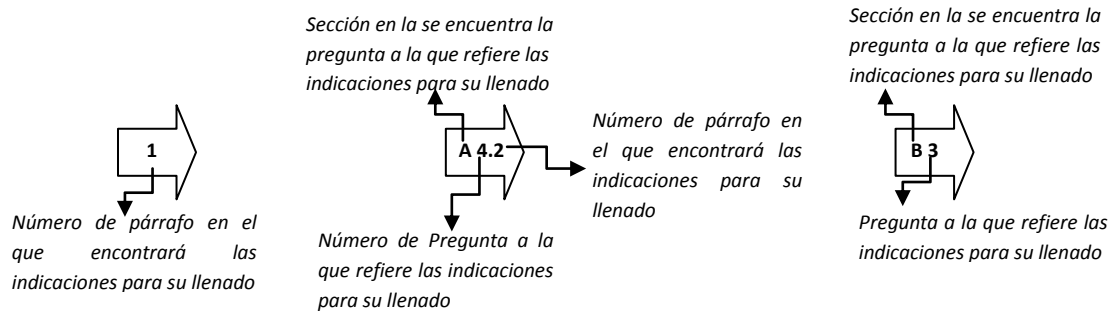 Sección en la se encuentra la
pregunta a la que refiere las
indicaciones para su llenado
Sección en la se encuentra la
pregunta a la que refiere las
indicaciones para su llenado
1
A 4.2
Número de párrafo en
el que encontrará las
indicaciones para su
llenado
B 3
Número de párrafo en el
que encontrará las
indicaciones para su llenado
Número de Pregunta a la
que refiere las indicaciones
para su llenado
Pregunta a la que refiere las
indicaciones para su llenado